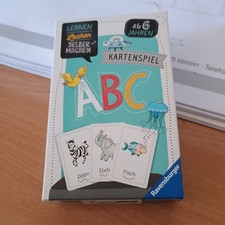 LERNEN
Lachen
SELBER
MACHEN
ab 6
JAHREN
KARTENSPIEL
ABC
Zebra
Elefant
Fisch
Ravensburger